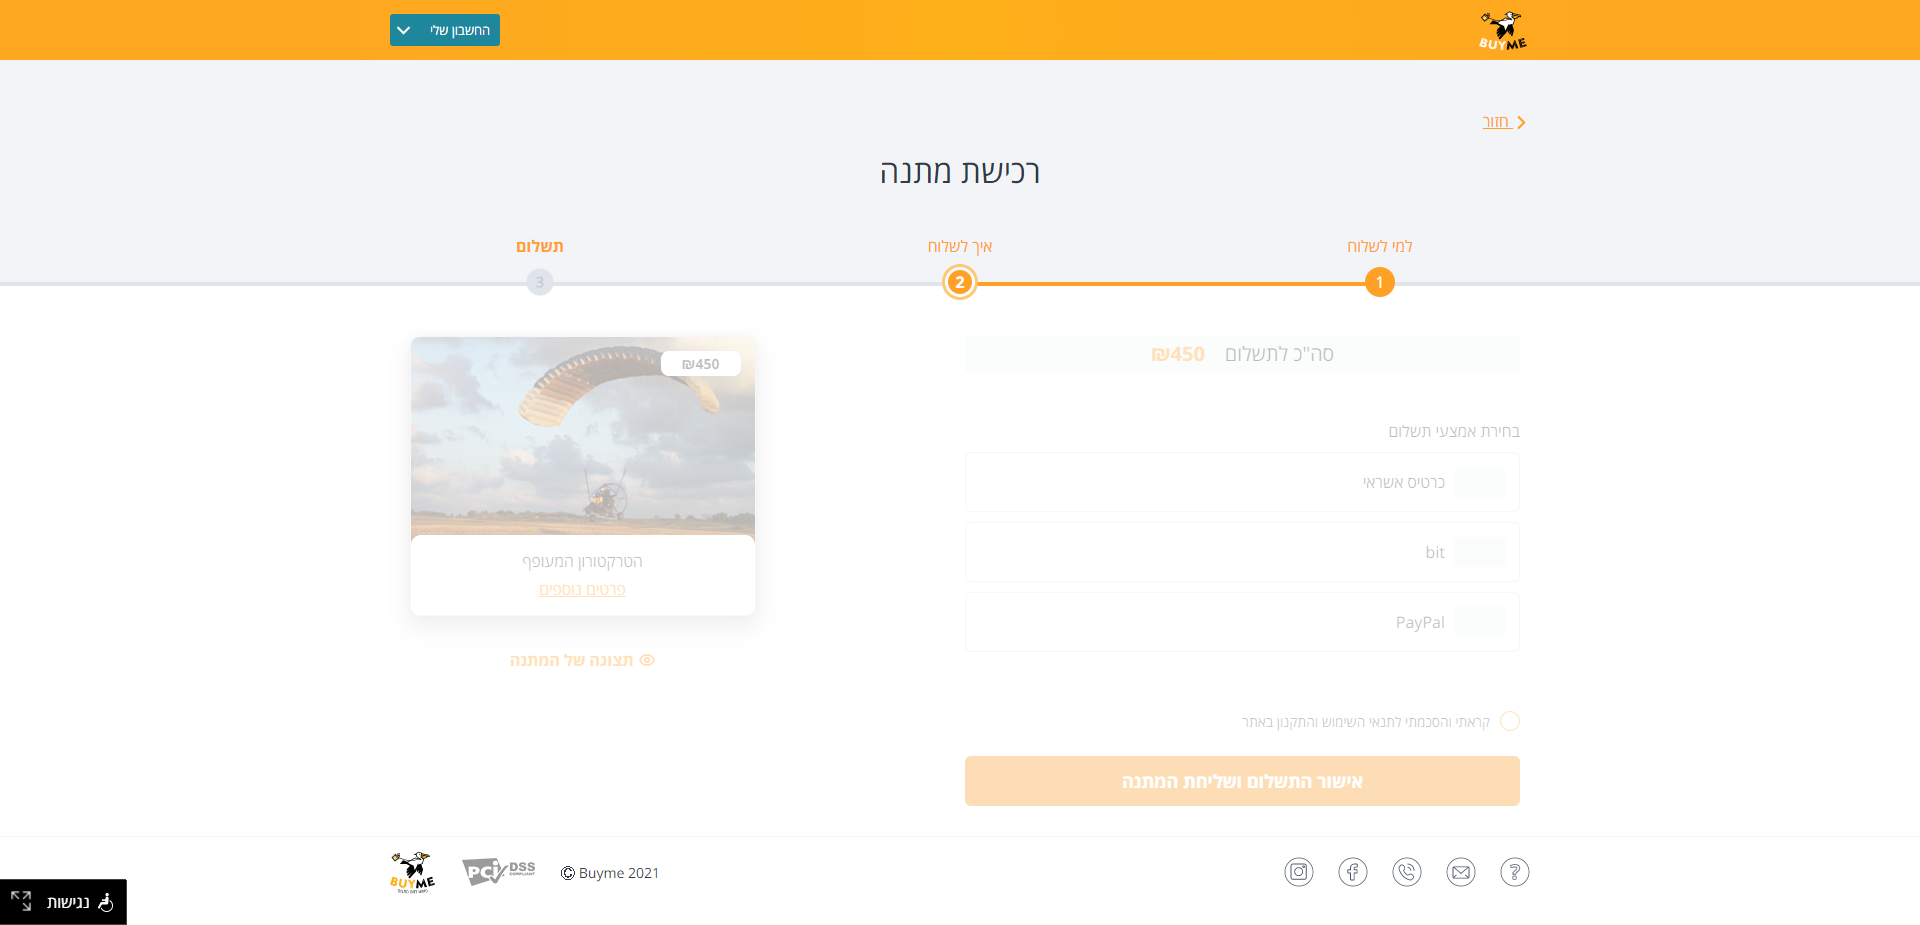 BUYME
החשבון שלי
חזור
רכישת מתנה
למי לשלוח
איך לשלוח
תשלום
1
2
3
סה"כ לתשלום ₪450
בחירת אמצעי תשלום
כרטיס אשראי
bit
PayPal
קראתי והסכמתי לתנאי השימוש והתקנון באתר
אישור התשלום ושליחת המתנה
₪450
הטרקטורון המעופף
פרטים נוספים
תצוגה של המתנה
?
© Buyme 2021
PCI DSS
COMPLIANT
BUYME
נגישות